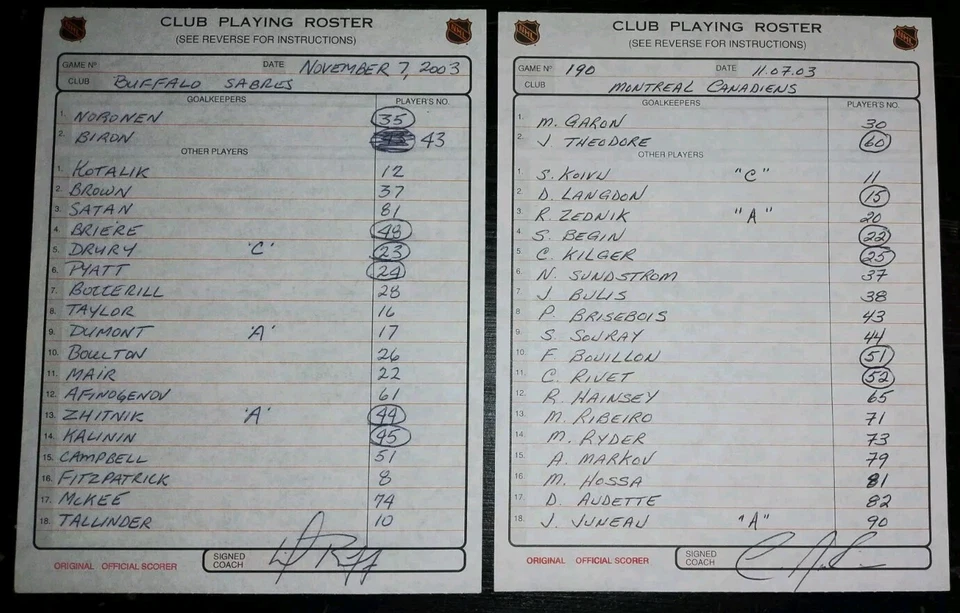 CLUB PLAYING ROSTER
(SEE REVERSE FOR INSTRUCTIONS)
GAME Nº DATE NOVEMBER 7, 2003
CLUB BUFFALO SABRES
GOALKEEPERS PLAYER'S NO.
1. NORONEN 35
2. BIRON 43
OTHER PLAYERS
1. KOTALIK 12
2. BROWN 37
3. SATAN 81
4. BRIERE 48
5. DRURY 'C' 23
6. PYATT 24
7. BOTTERILL 28
8. TAYLOR 16
9. DUMONT 'A' 17
10. BOULTON 26
11. MAIR 22
12. AFINOGENOV 61
13. ZHITNIK 'A' 44
14. KALININ 45
15. CAMPBELL 51
16. FITZPATRICK 8
17. MCKEE 74
18. TALLINDER 10
ORIGINAL OFFICIAL SCORER
SIGNED COACH
NHL
CLUB PLAYING ROSTER
(SEE REVERSE FOR INSTRUCTIONS)
GAME Nº 190 DATE 11.07.03
CLUB MONTREAL CANADIENS
GOALKEEPERS PLAYER'S NO.
1. M. GARON 30
2. J. THEODORE 60
OTHER PLAYERS
1. S. KOIVU "C" 11
2. D. LANGDON 15
3. R. ZEDNIK "A" 20
4. S. BEGIN 22
5. C. KILGER 25
6. N. SUNDSTROM 37
7. J. BULIS 38
8. P. BRISEBOIS 43
9. S. SOURAY 44
10. F. BOUILLON 51
11. C. RIVET 52
12. R. HAINSEY 65
13. M. RIBEIRO 71
14. M. RYDER 73
15. A. MARKOV 79
16. M. HOSSA 81
17. D. AUDETTE 82
18. J. JUNEAU "A" 90
ORIGINAL OFFICIAL SCORER
SIGNED COACH
NHL